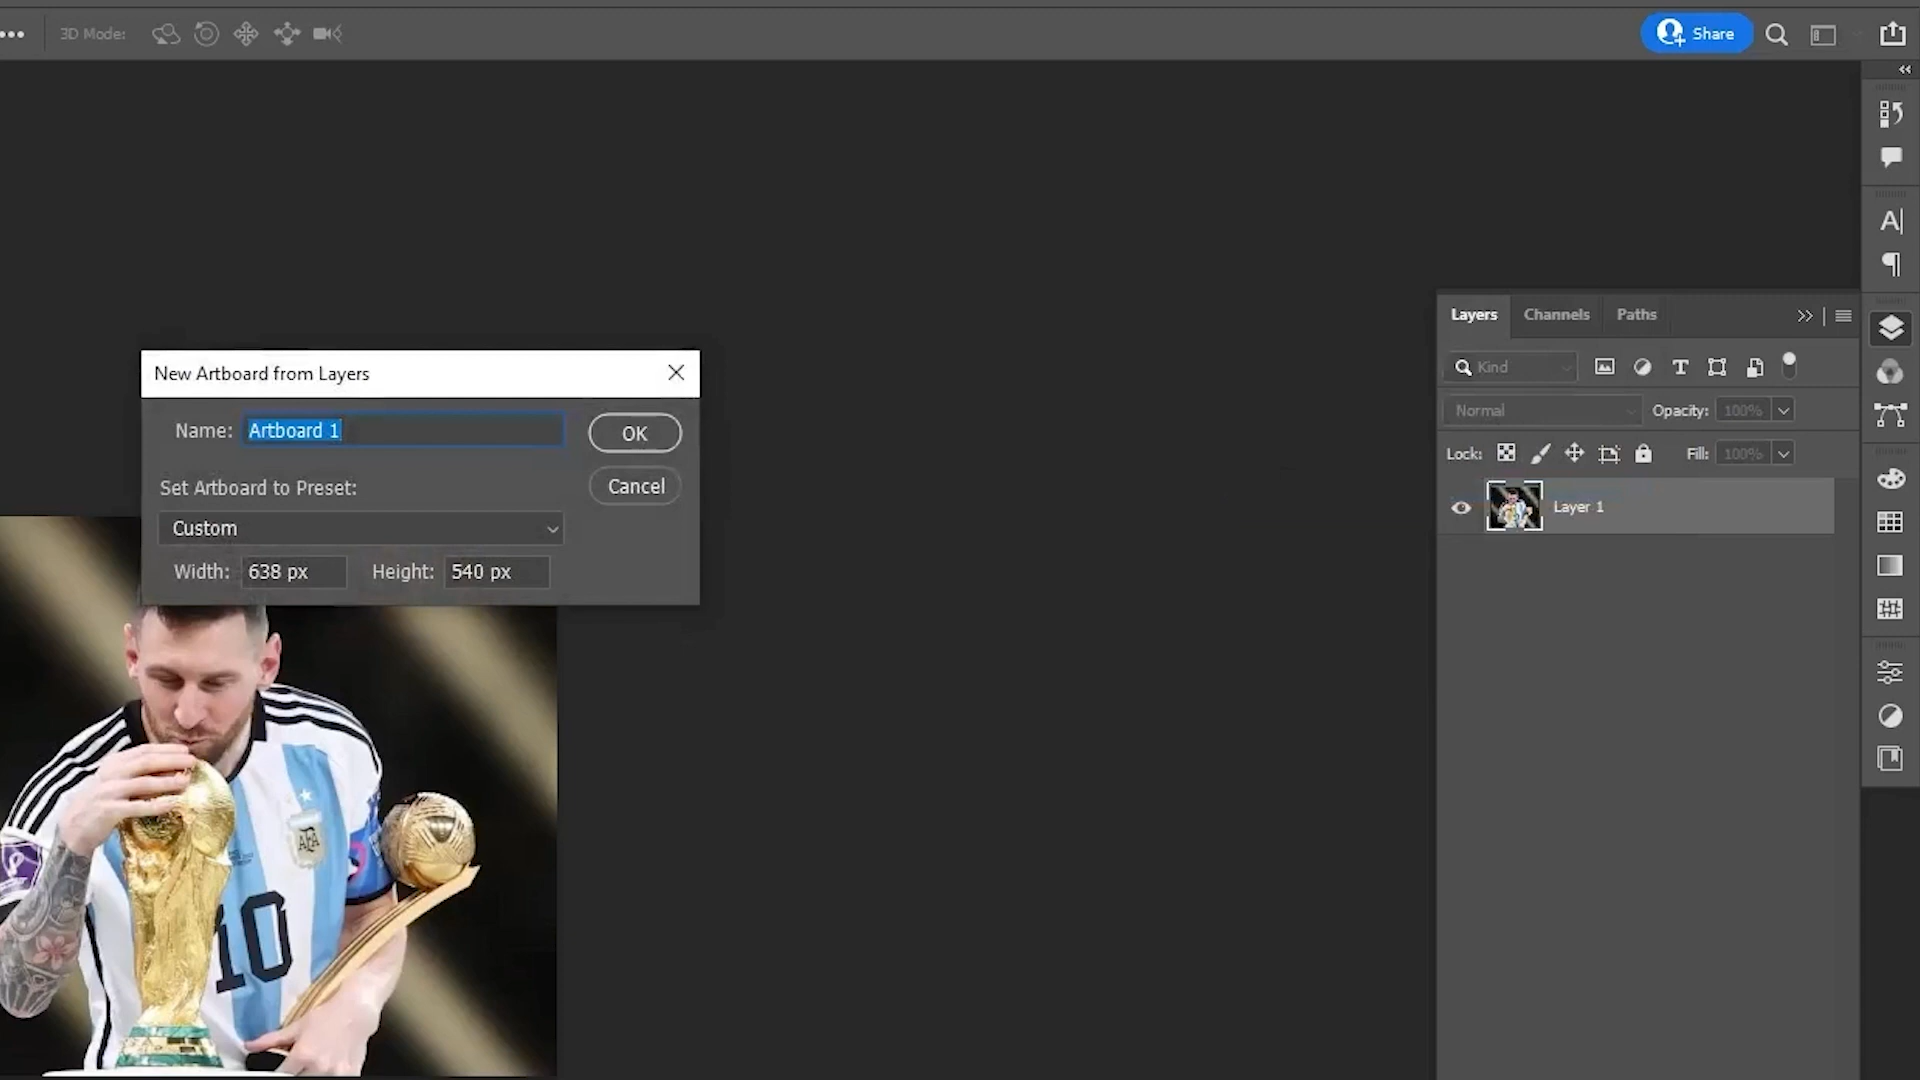 3D Mode:
Share
New Artboard from Layers
Name: Artboard 1
OK
Set Artboard to Preset:
Cancel
Custom
Width: 638 px Height: 540 px
Layers Channels Paths
Kind
Normal Opacity: 100%
Lock: Fill: 100%
Layer 1
AFA
10